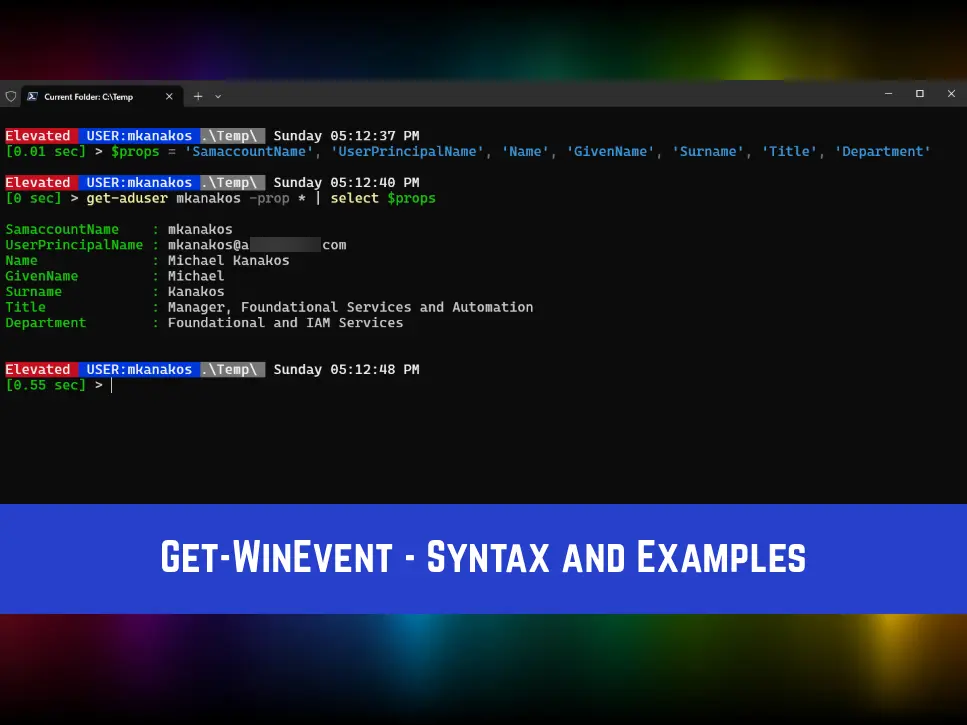 Current Folder: C:\Temp
Elevated USER:mkanakos .\Temp\ Sunday 05:12:37 PM
[0.01 sec] > $props = 'SamaccountName', 'UserPrincipalName', 'Name', 'GivenName', 'Surname', 'Title', 'Department'
Elevated USER:mkanakos .\Temp\ Sunday 05:12:40 PM
[0 sec] > get-aduser mkanakos -prop * | select $props
SamaccountName : mkanakos
UserPrincipalName : mkanakos@a com
Name : Michael Kanakos
GivenName : Michael
Surname : Kanakos
Title : Manager, Foundational Services and Automation
Department : Foundational and IAM Services
Elevated USER:mkanakos .\Temp\ Sunday 05:12:48 PM
[0.55 sec] >
Get-WinEvent - Syntax and Examples